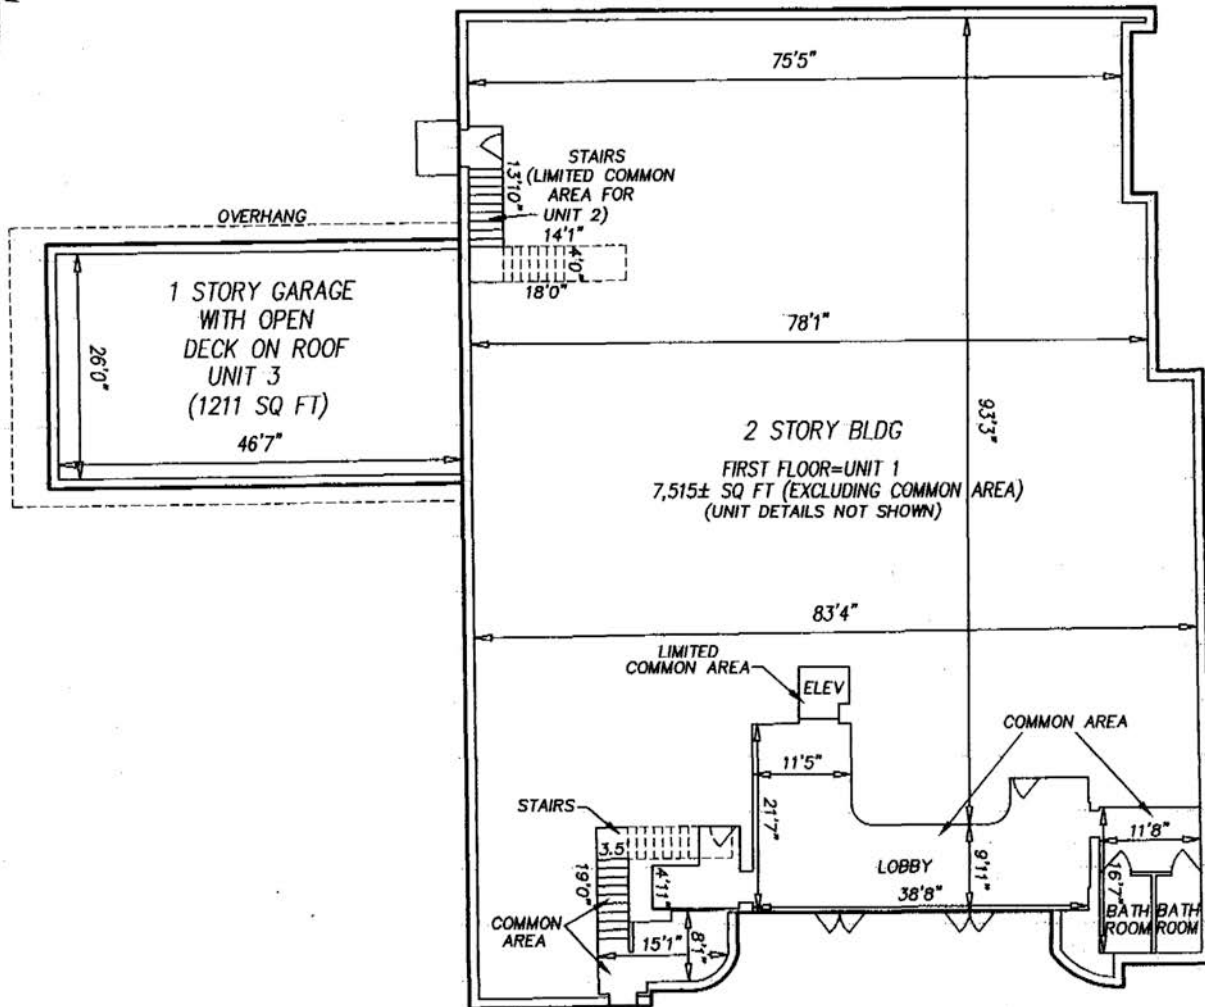 75'5"
STAIRS
(LIMITED COMMON
AREA FOR
UNIT 2)
13'10"
14'1"
4'0"
18'0"
OVERHANG
1 STORY GARAGE
WITH OPEN
DECK ON ROOF
UNIT 3
(1211 SQ FT)
26'0"
46'7"
78'1"
93'3"
2 STORY BLDG
FIRST FLOOR=UNIT 1
7,515± SQ FT (EXCLUDING COMMON AREA)
(UNIT DETAILS NOT SHOWN)
83'4"
LIMITED
COMMON AREA
ELEV
COMMON AREA
11'5"
21'7"
STAIRS
3.5'
19'0"
4'11"
LOBBY
9'11"
38'8"
11'8"
16'7"
BATH
ROOM
BATH
ROOM
COMMON
AREA
15'1"
8'1"